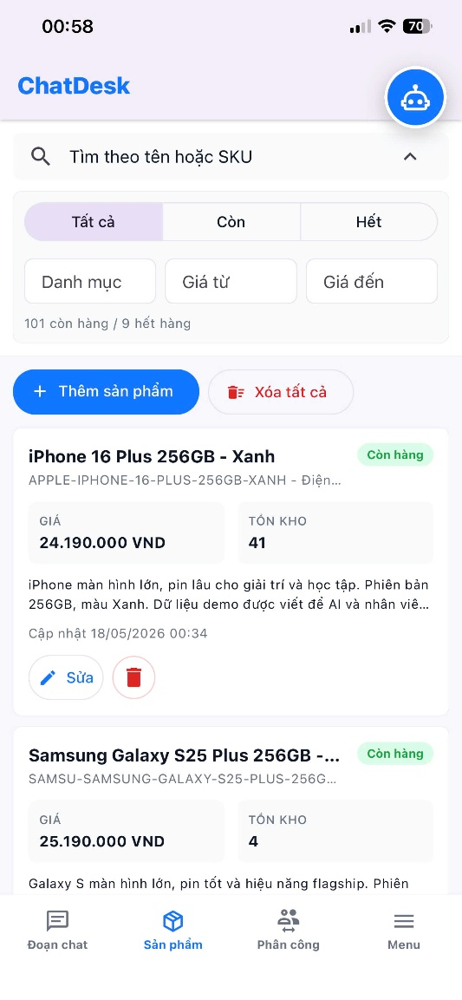 00:58
70
ChatDesk
Tìm theo tên hoặc SKU
Tất cả
Còn
Hết
Danh mục
Giá từ
Giá đến
101 còn hàng / 9 hết hàng
+ Thêm sản phẩm
Xóa tất cả
iPhone 16 Plus 256GB - Xanh
Còn hàng
APPLE-IPHONE-16-PLUS-256GB-XANH - Điện...
GIÁ
24.190.000 VND
TỒN KHO
41
iPhone màn hình lớn, pin lâu cho giải trí và học tập. Phiên bản
256GB, màu Xanh. Dữ liệu demo được viết để AI và nhân viê...
Cập nhật 18/05/2026 00:34
Sửa
Samsung Galaxy S25 Plus 256GB -...
Còn hàng
SAMSU-SAMSUNG-GALAXY-S25-PLUS-256G...
GIÁ
25.190.000 VND
TỒN KHO
4
Galaxy S màn hình lớn, pin tốt và hiệu năng flagship. Phiên
Đoạn chat
Sản phẩm
Phân công
Menu